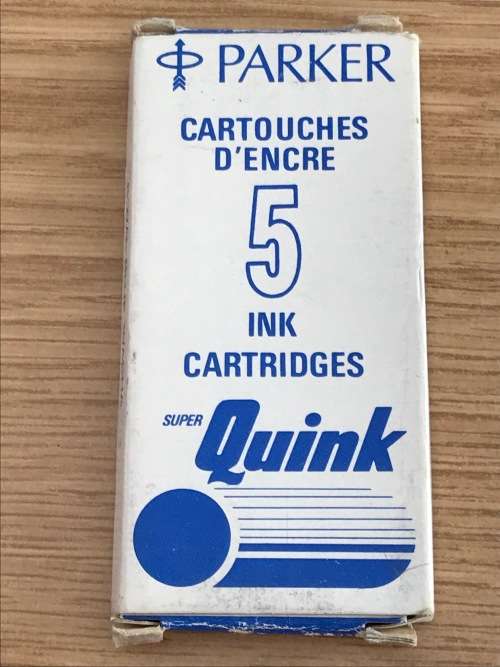 PARKER
CARTOUCHES
D'ENCRE
5
INK
CARTRIDGES
SUPER Quink